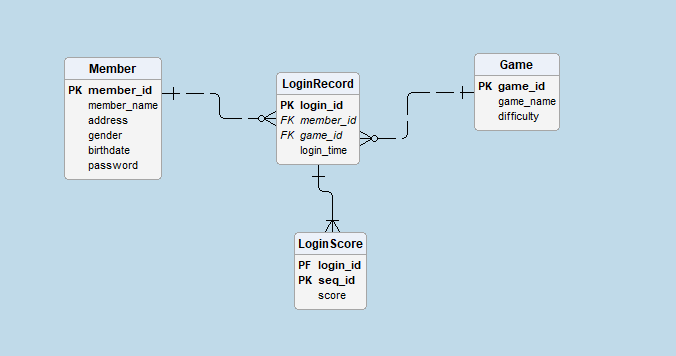 Member
PK member_id
member_name
address
gender
birthdate
password
LoginRecord
PK login_id
FK member_id
FK game_id
login_time
Game
PK game_id
game_name
difficulty
LoginScore
PF login_id
PK seq_id
score